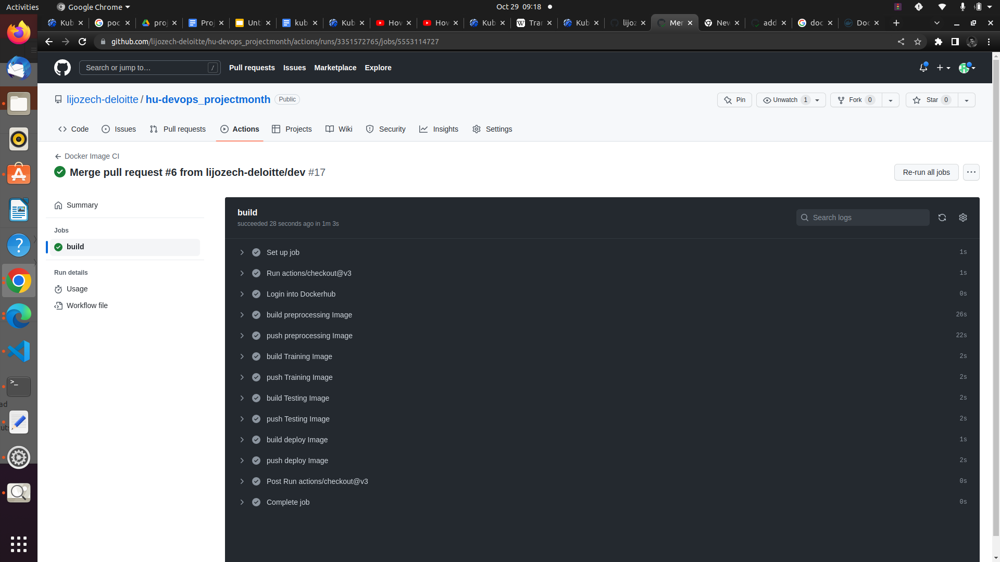 Activities
Google Chrome
Oct 29 09:18
Kub
poc
proj
Proj
Unt
kub
Kub
How
How
Kub
Tran
Kub
lijoz
Mer
New
add
doc
Doc
github.com/lijozech-deloitte/hu-devops_projectmonth/actions/runs/3351572765/jobs/5553114727
Search or jump to… /
Pull requests
Issues
Marketplace
Explore
lijozech-deloitte / hu-devops_projectmonth Public
Pin
Unwatch 1
Fork 0
Star 0
Code
Issues
Pull requests
Actions
Projects
Wiki
Security
Insights
Settings
Docker Image CI
Merge pull request #6 from lijozech-deloitte/dev #17
Re-run all jobs
Summary
Jobs
build
Run details
Usage
Workflow file
build
succeeded 28 seconds ago in 1m 3s
Search logs
Set up job 1s
Run actions/checkout@v3 1s
Login into Dockerhub 0s
build preprocessing Image 26s
push preprocessing Image 22s
build Training Image 2s
push Training Image 2s
build Testing Image 2s
push Testing Image 2s
build deploy Image 1s
push deploy Image 2s
Post Run actions/checkout@v3 0s
Complete job 0s
ad